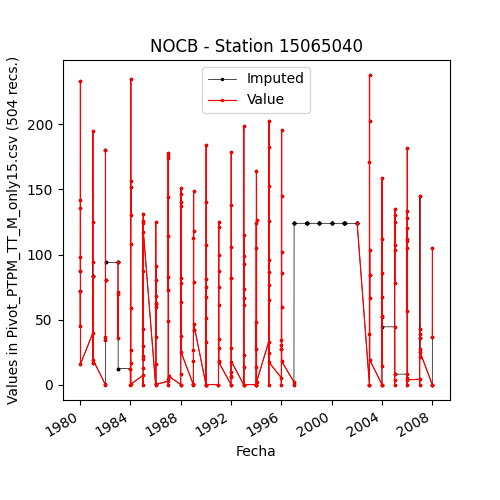 NOCB - Station 15065040
Imputed
Value
Values in Pivot_PTPM_TT_M_only15.csv (504 recs.)
200
150
100
50
0
1980
1984
1988
1992
1996
2000
2004
2008
Fecha